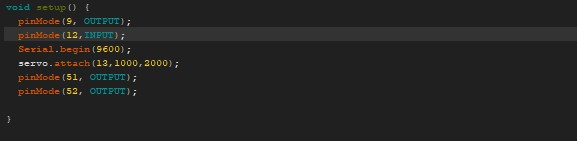 void setup() {
  pinMode(9, OUTPUT);
  pinMode(12,INPUT);
  Serial.begin(9600);
  servo.attach(13,1000,2000);
  pinMode(51, OUTPUT);
  pinMode(52, OUTPUT);
}